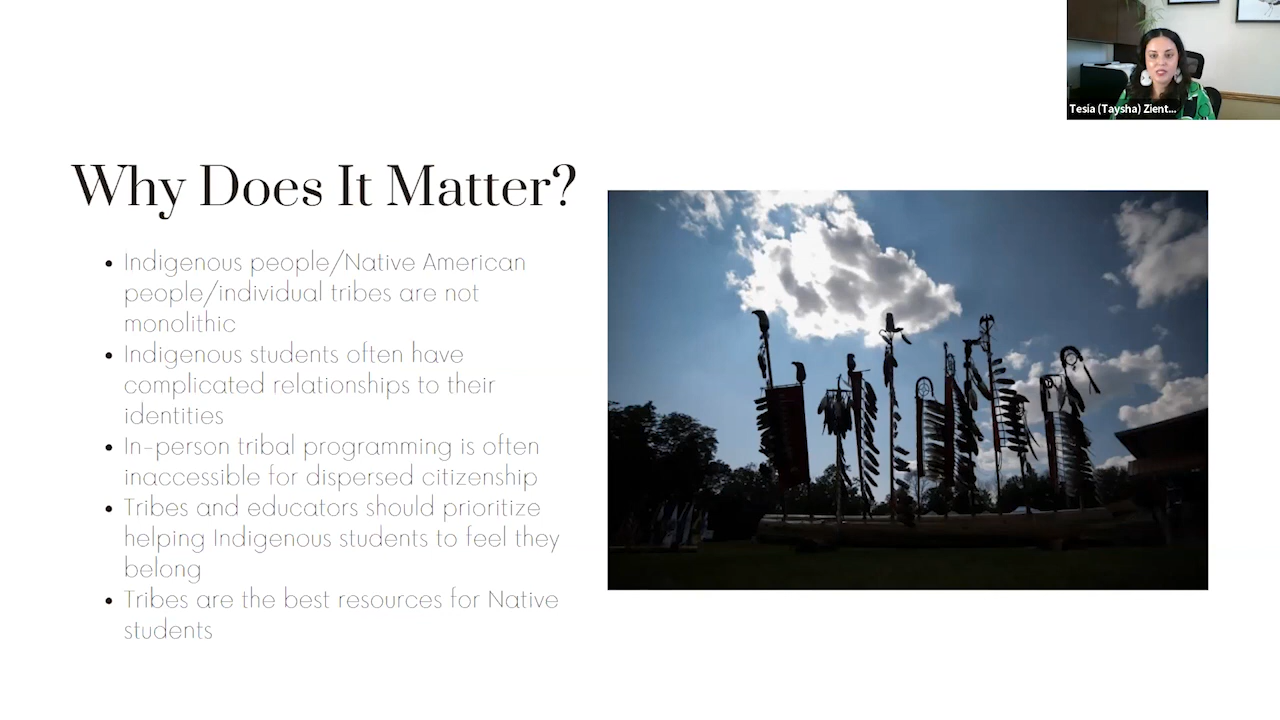 Tesia (Taysha) Zient...
Why Does It Matter?
• Indigenous people/Native American
people/individual tribes are not
monolithic
• Indigenous students often have
complicated relationships to their
identities
• In-person tribal programming is often
inaccessible for dispersed citizenship
• Tribes and educators should prioritize
helping Indigenous students to feel they
belong
• Tribes are the best resources for Native
students